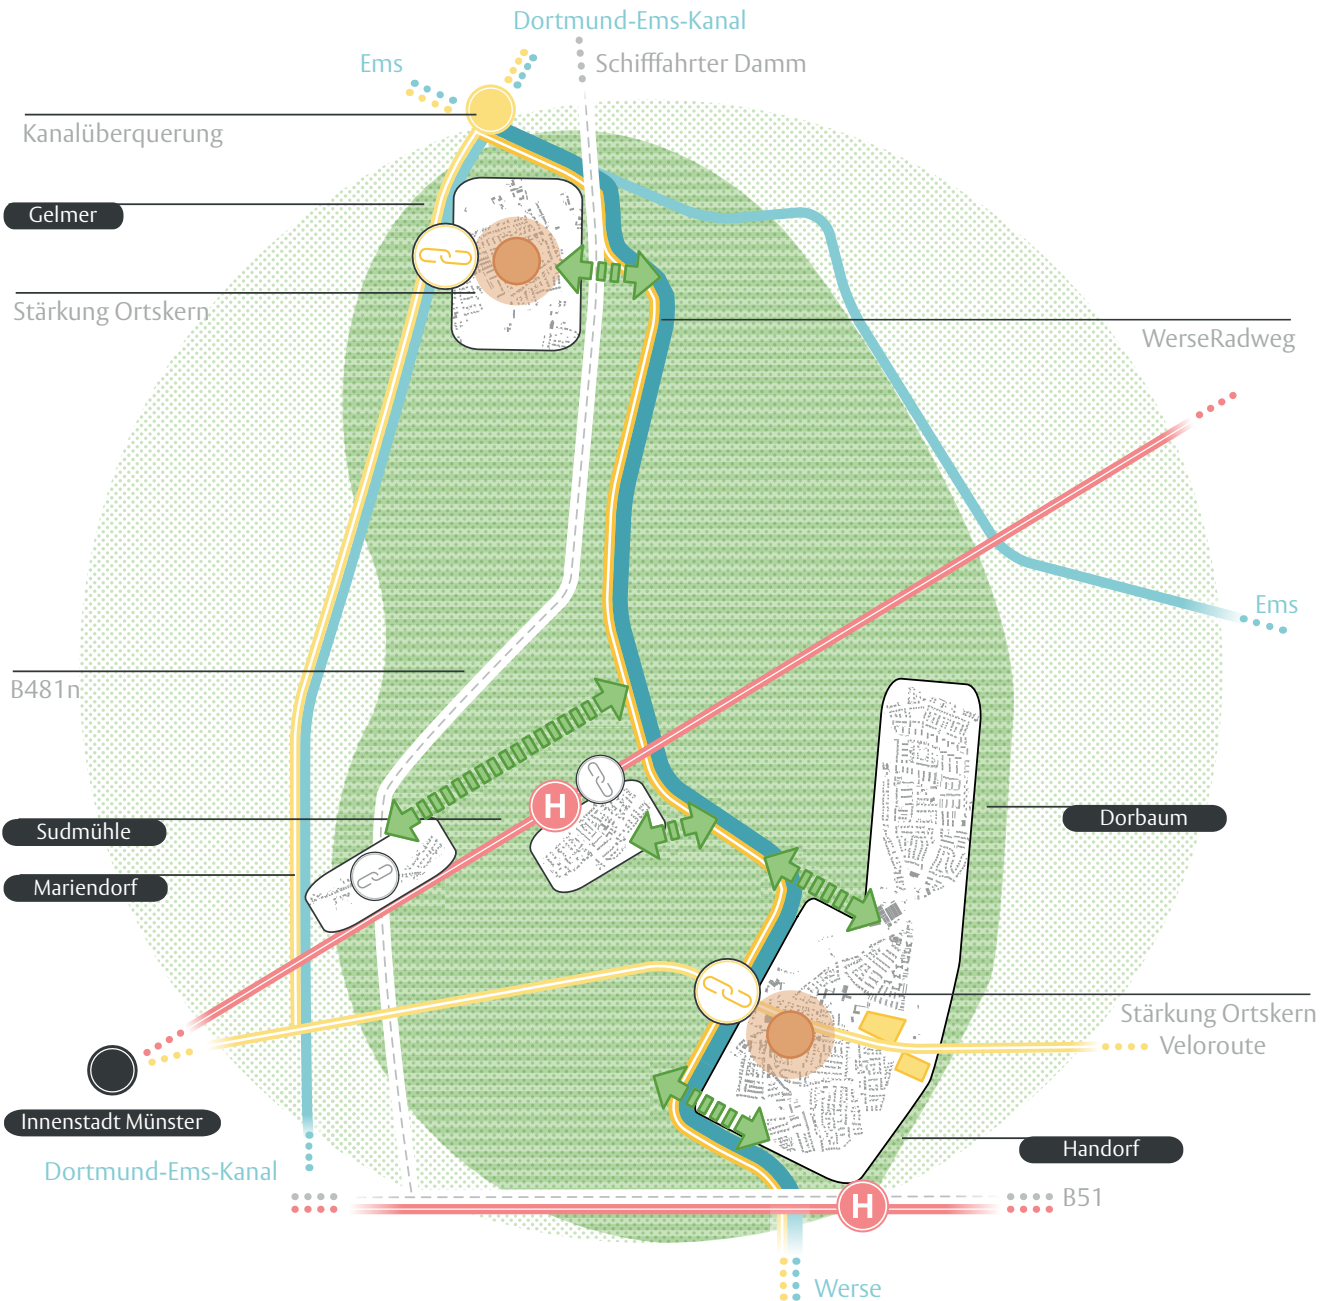 Dortmund-Ems-Kanal
Ems
Schifffahrter Damm
Kanalüberquerung
Gelmer
Stärkung Ortskern
WerseRadweg
Ems
B481n
Sudmühle
H
Dorbaum
Mariendorf
Stärkung Ortskern
Veloroute
Innenstadt Münster
Handorf
Dortmund-Ems-Kanal
B51
H
Werse